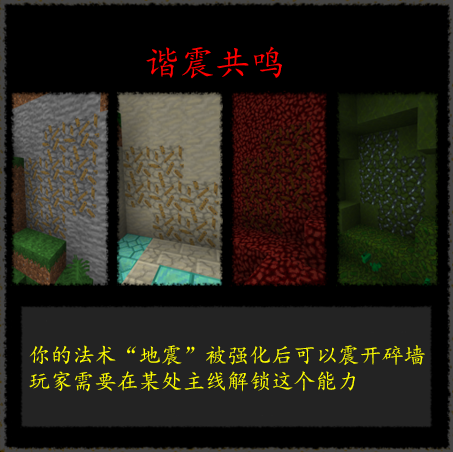 谐震共鸣
你的法术“地震”被强化后可以震开碎墙
玩家需要在某处主线解锁这个能力